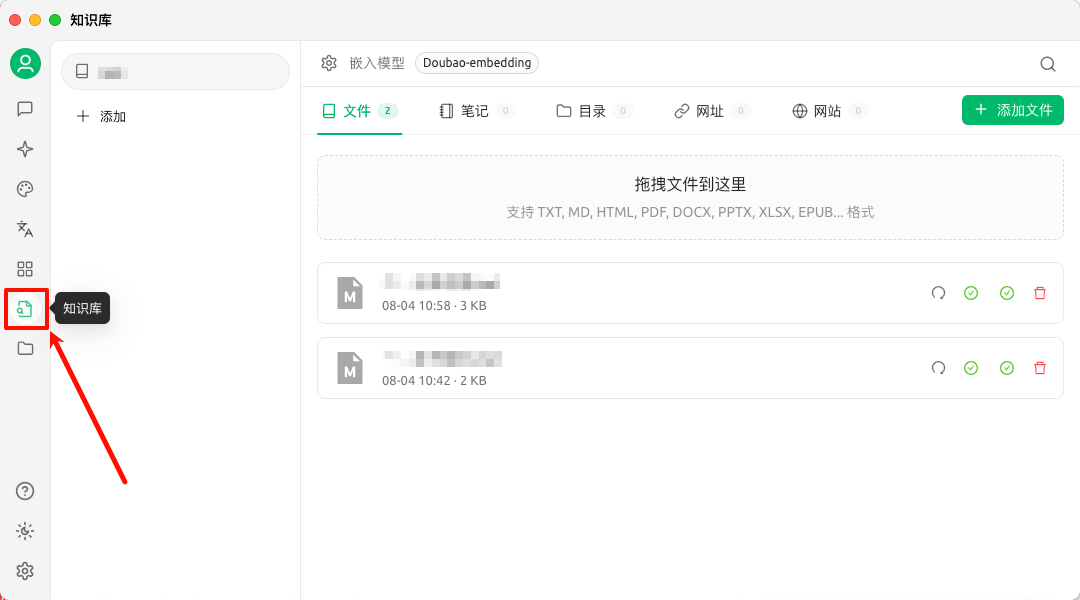 知识库
嵌入模型 Doubao-embedding
添加
文件 2 笔记 0 目录 0 网址 0 网站 0 添加文件
拖拽文件到这里
支持 TXT, MD, HTML, PDF, DOCX, PPTX, XLSX, EPUB... 格式
M
08-04 10:58 · 3 KB
知识库
M
08-04 10:42 · 2 KB